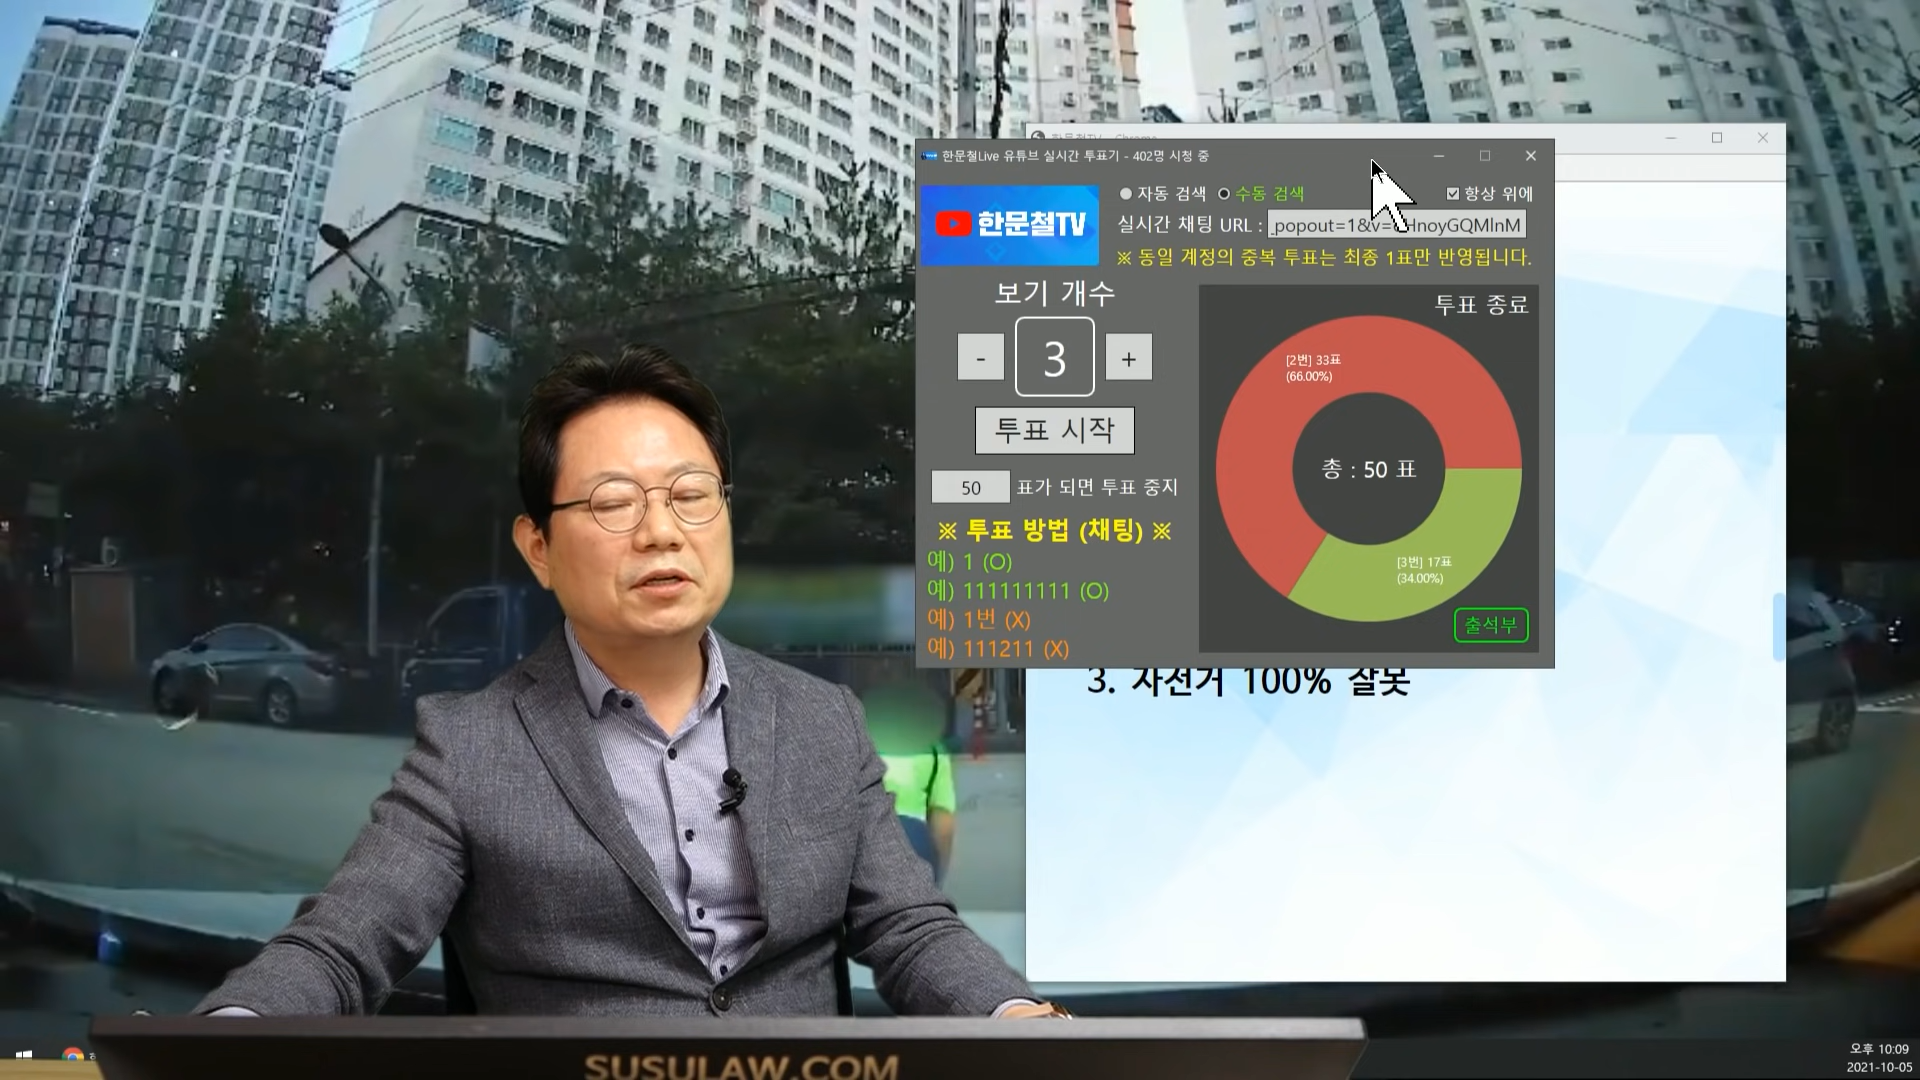 한문철Live 유튜브 실시간 투표기 - 402명 시청 중
한문철TV
자동 검색 수동 검색 항상 위에
실시간 채팅 URL : _popout=1&v= HnoyGQMlnM
※ 동일 계정의 중복 투표는 최종 1표만 반영됩니다.
보기 개수
- 3 +
투표 시작
50 표가 되면 투표 중지
※ 투표 방법 (채팅) ※
예) 1 (O)
예) 111111111 (O)
예) 1번 (X)
예) 111211 (X)
투표 종료
[2번] 33표
(66.00%)
총 : 50 표
[3번] 17표
(34.00%)
출석부
3. 자전거 100% 잘못
SUSULAW.COM
오후 10:09
2021-10-05